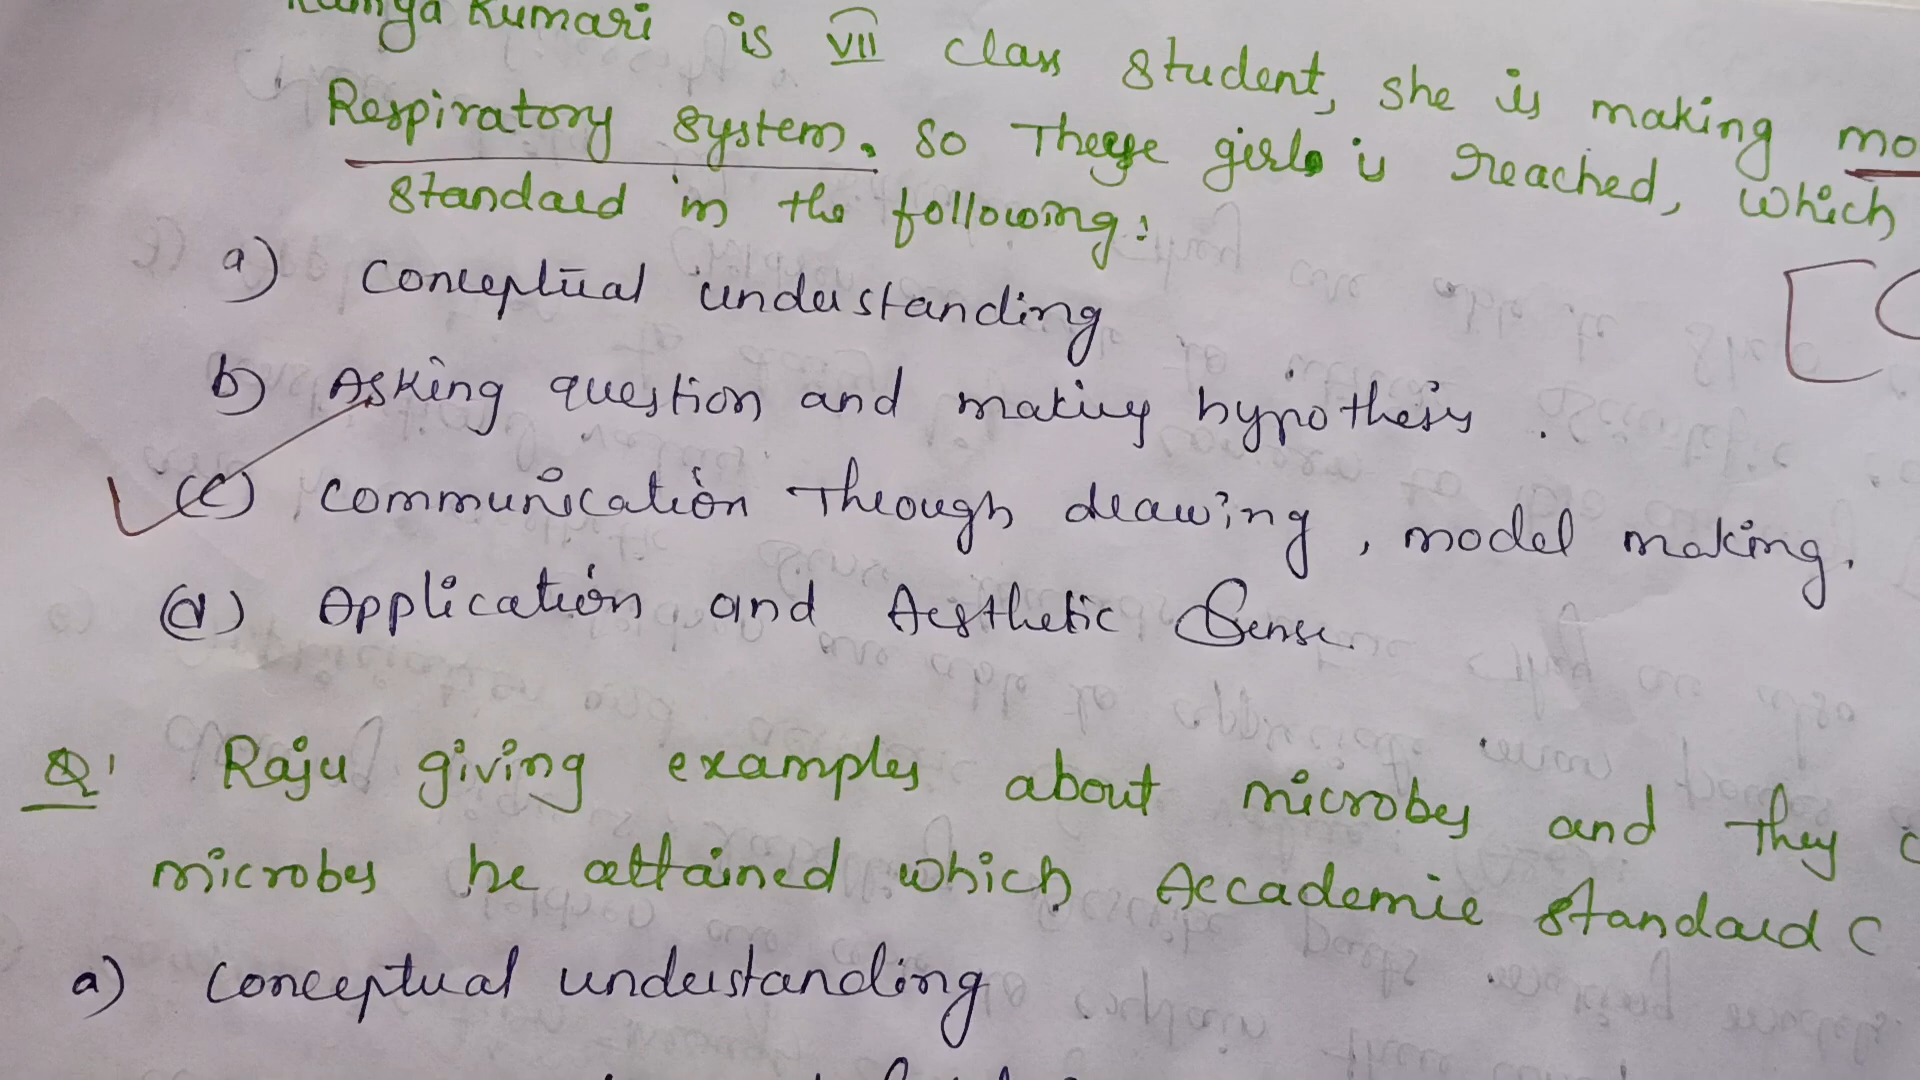 Kumari is VII class student, she is making mo
Respiratory system. So These girls is reached, which
standard in the following:
a) Conceptual understanding
[C
b) Asking question and making hypothesis.
(c) Communication Through drawing, model making.
(d) Application and Aesthetic Sense.
Q' Raju giving examples about microbes and they c
microbes he attained which Accademic standard C
a) Conceptual understanding